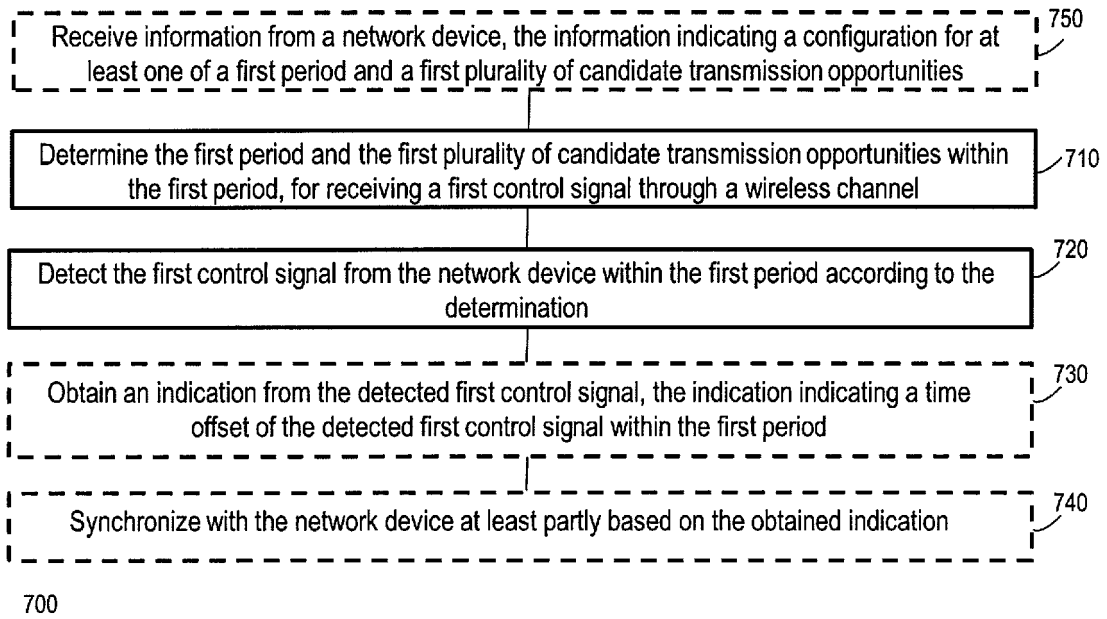 Receive information from a network device, the information indicating a configuration for at
least one of a first period and a first plurality of candidate transmission opportunities
750
Determine the first period and the first plurality of candidate transmission opportunities within
the first period, for receiving a first control signal through a wireless channel
710
Detect the first control signal from the network device within the first period according to the
determination
720
Obtain an indication from the detected first control signal, the indication indicating a time
offset of the detected first control signal within the first period
730
Synchronize with the network device at least partly based on the obtained indication
740
700